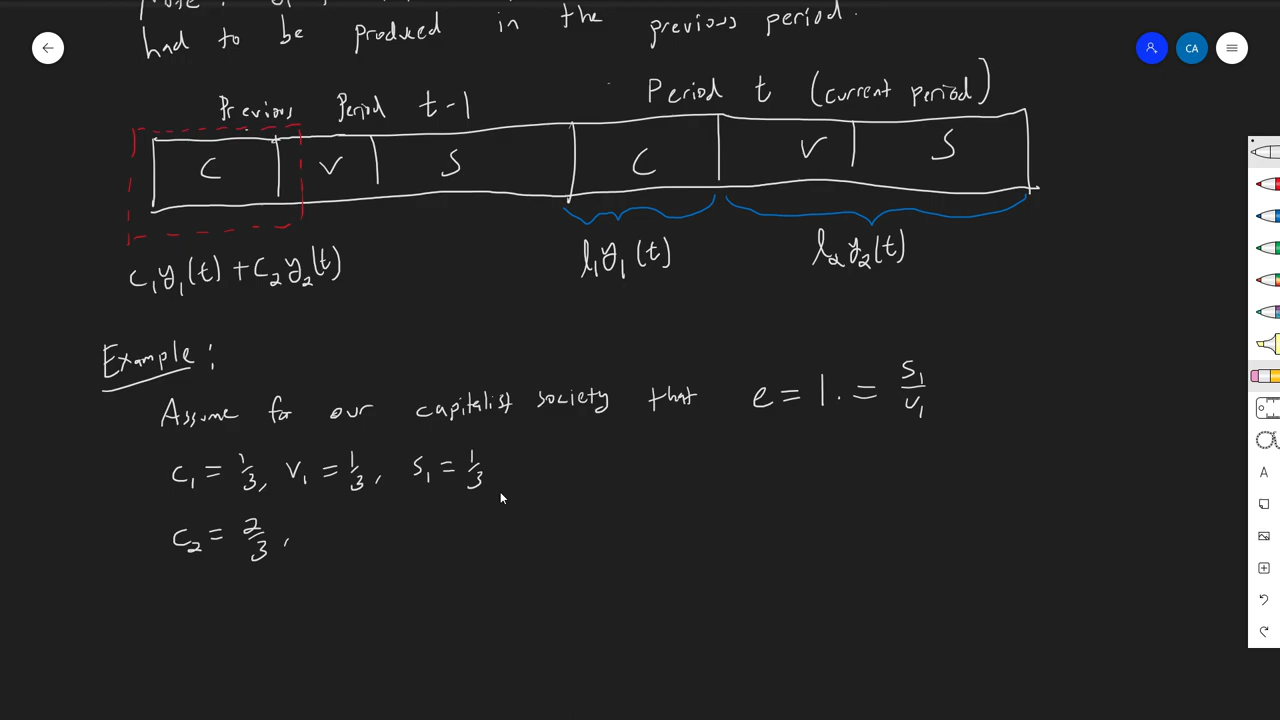 had to be produced in the previous period.
Previous Period t-1
Period t (current period)
C V S C V S
c₁y₁(t) + c₂y₂(t)
l₁y₁(t)
l₂y₂(t)
Example:
Assume for our capitalist society that e = 1. = s₁/v₁
c₁ = 1/3, v₁ = 1/3, s₁ = 1/3
c₂ = 2/3,
CA
A